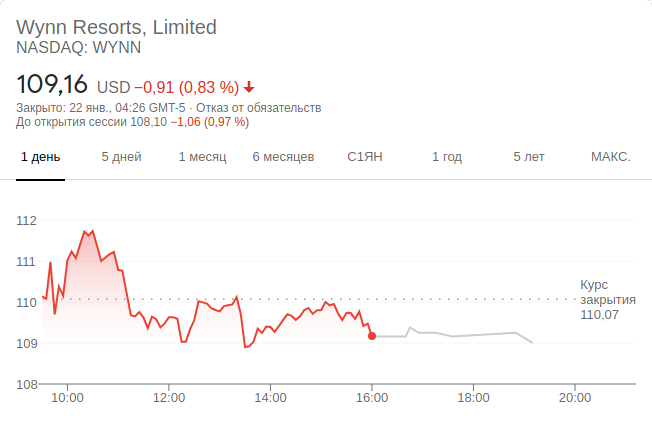 Wynn Resorts, Limited
NASDAQ: WYNN
109,16 USD −0,91 (0,83 %)
Закрыто: 22 янв., 04:26 GMT-5 · Отказ от обязательств
До открытия сессии 108,10 −1,06 (0,97 %)
1 день 5 дней 1 месяц 6 месяцев С1ЯН 1 год 5 лет МАКС.
112
111
110
109
108
Курс
закрытия
110,07
10:00 12:00 14:00 16:00 18:00 20:00